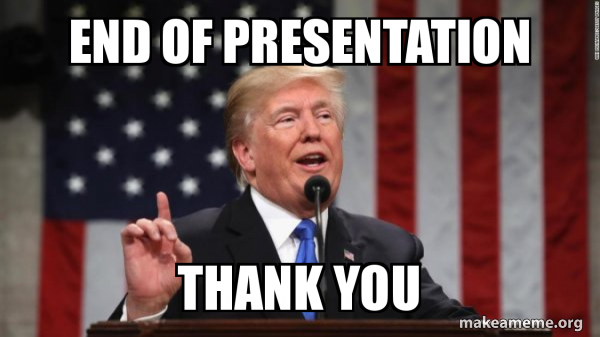 END OF PRESENTATION
THANK YOU
makeameme.org